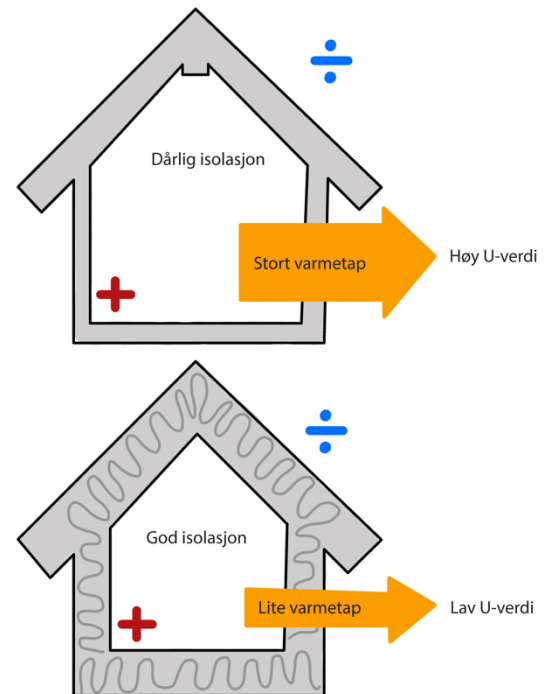 Dårlig isolasjon
Stort varmetap
Høy U-verdi
God isolasjon
Lite varmetap
Lav U-verdi